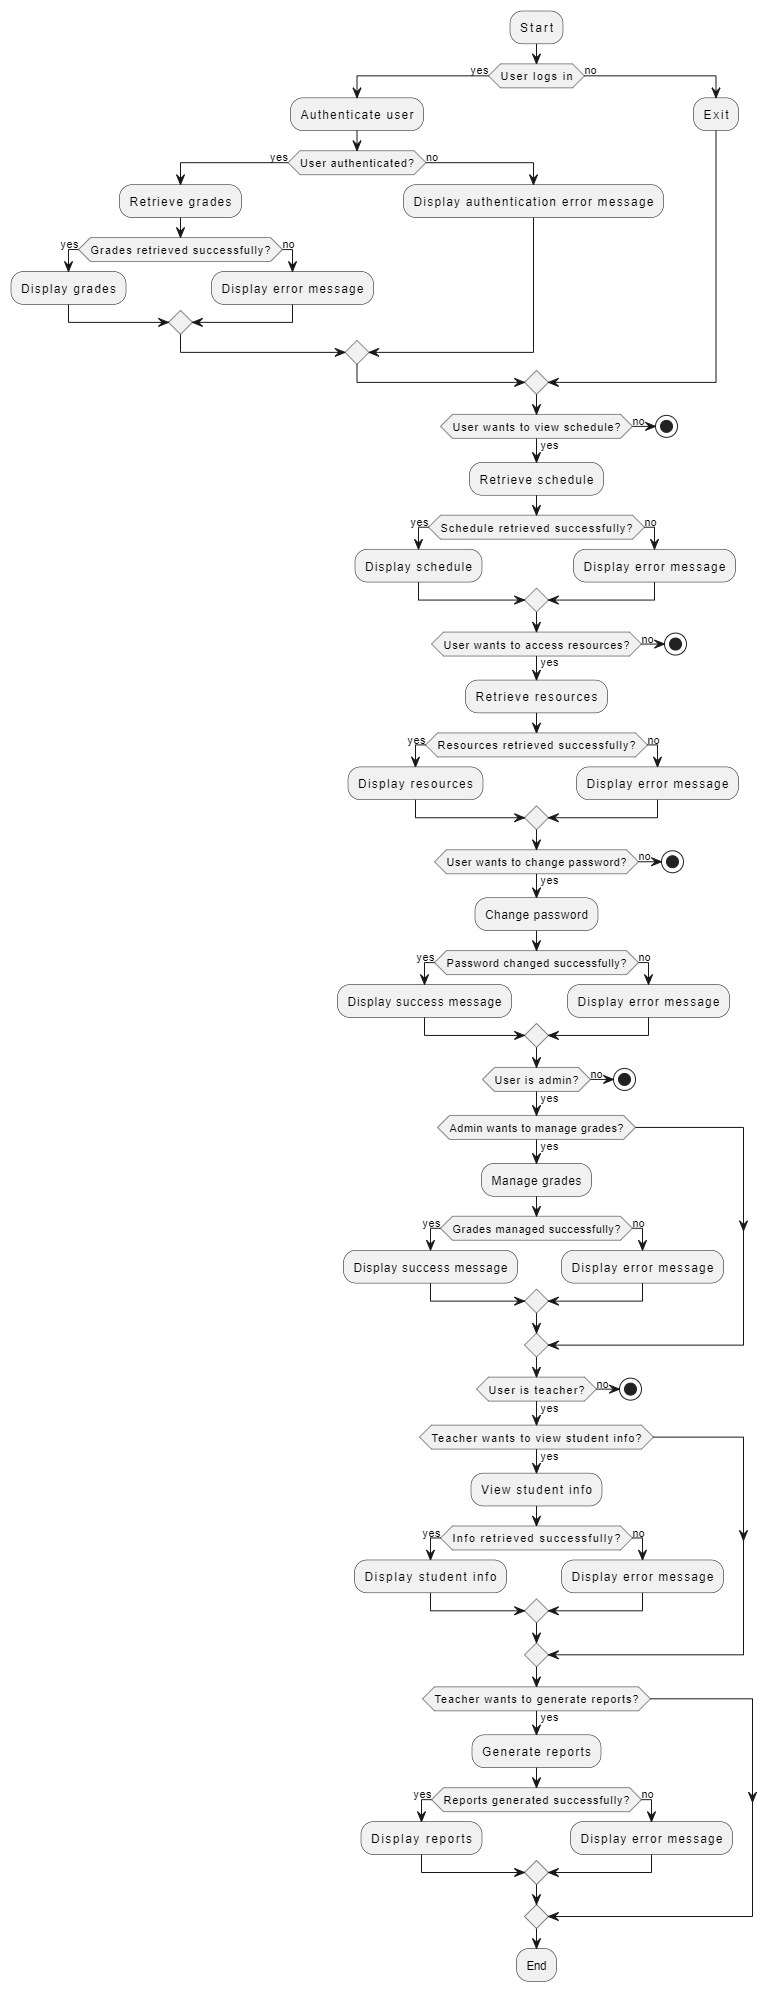 Start
yes
User logs in
no
Authenticate user
Exit
yes
User authenticated?
no
Retrieve grades
Display authentication error message
yes
Grades retrieved successfully?
no
Display grades
Display error message
User wants to view schedule?
no
yes
Retrieve schedule
yes
Schedule retrieved successfully?
no
Display schedule
Display error message
User wants to access resources?
no
yes
Retrieve resources
yes
Resources retrieved successfully?
no
Display resources
Display error message
User wants to change password?
no
yes
Change password
yes
Password changed successfully?
no
Display success message
Display error message
User is admin?
no
yes
Admin wants to manage grades?
yes
Manage grades
yes
Grades managed successfully?
no
Display success message
Display error message
User is teacher?
no
yes
Teacher wants to view student info?
yes
View student info
yes
Info retrieved successfully?
no
Display student info
Display error message
Teacher wants to generate reports?
yes
Generate reports
yes
Reports generated successfully?
no
Display reports
Display error message
End